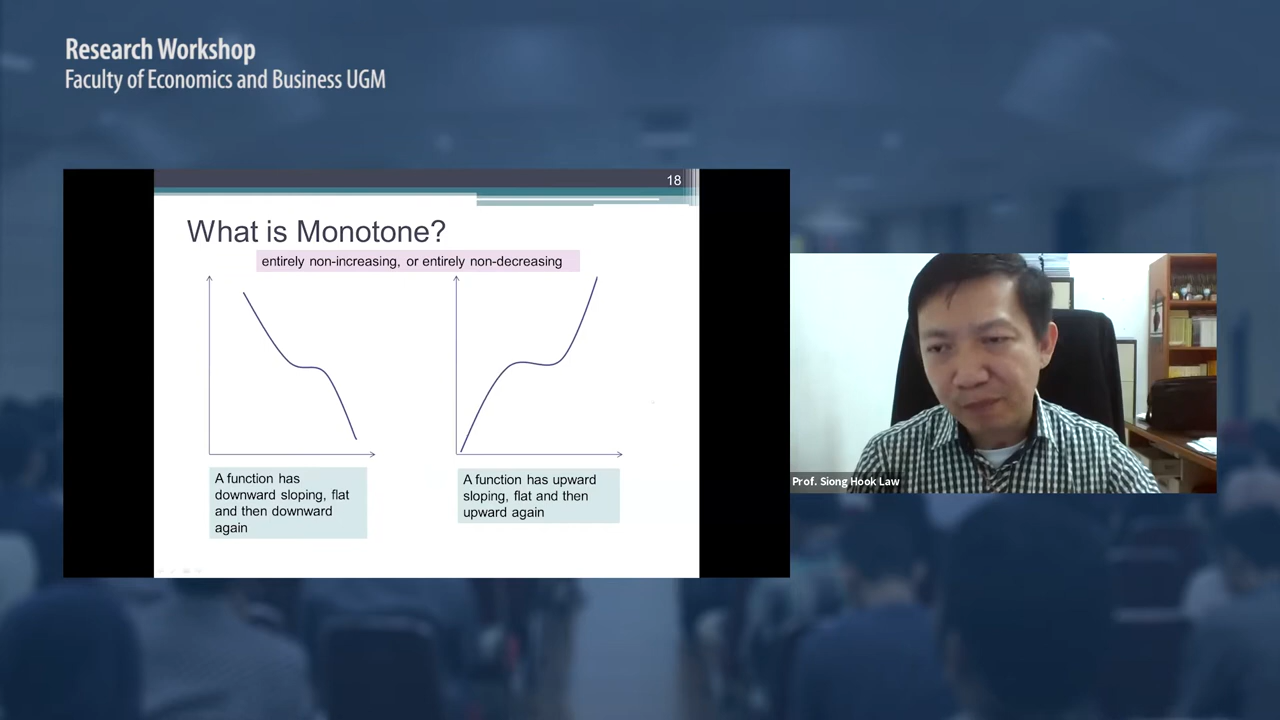 Research Workshop
Faculty of Economics and Business UGM
18
What is Monotone?
entirely non-increasing, or entirely non-decreasing
A function has
downward sloping, flat
and then downward
again
A function has upward
sloping, flat and then
upward again
Prof. Siong Hook Law